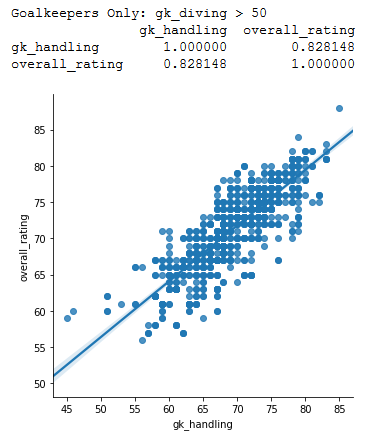 Goalkeepers Only: gk_diving > 50
gk_handling overall_rating
gk_handling 1.000000 0.828148
overall_rating 0.828148 1.000000
85
80
75
70
65
60
55
50
overall_rating
45 50 55 60 65 70 75 80 85
gk_handling